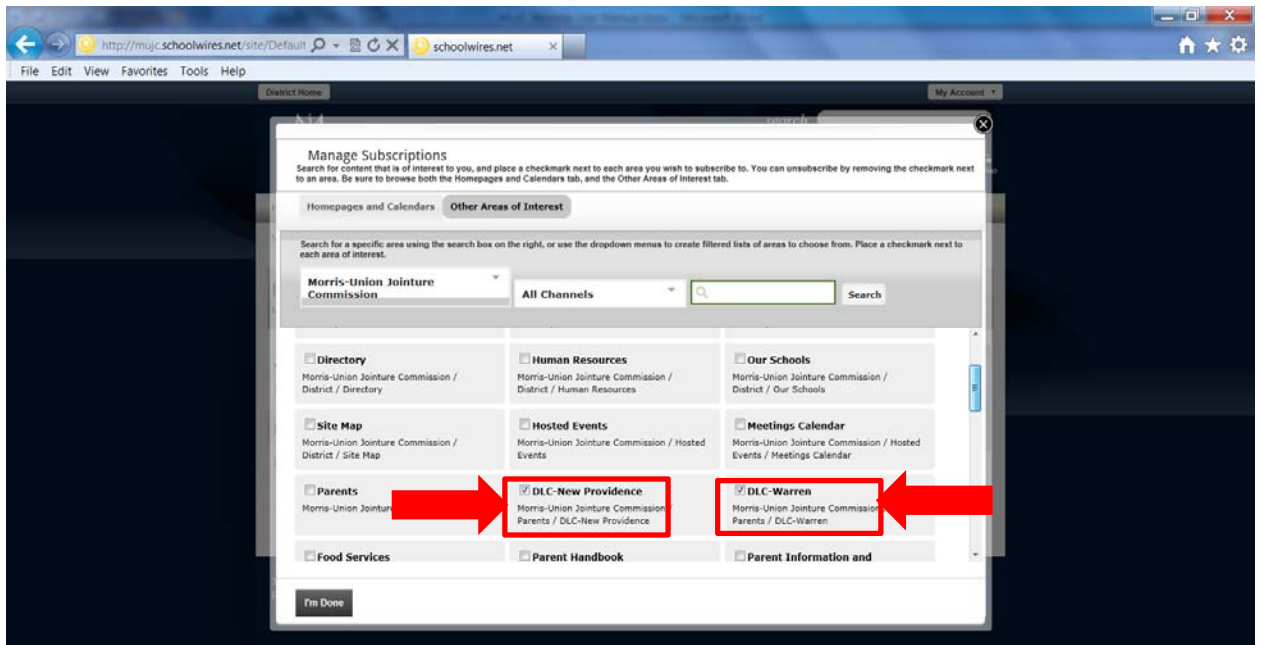 http://mujc.schoolwires.net/site/Default
schoolwires.net
File Edit View Favorites Tools Help
District Home
My Account
search
Manage Subscriptions
Search for content that is of interest to you, and place a checkmark next to each area you wish to subscribe to. You can unsubscribe by removing the checkmark next
to an area. Be sure to browse both the Homepages and Calendars tab, and the Other Areas of Interest tab.
Homepages and Calendars Other Areas of Interest
Search for a specific area using the search box on the right, or use the dropdown menus to create filtered lists of areas to choose from. Place a checkmark next to
each area of interest.
Morris-Union Jointure
Commission
All Channels
Search
Directory
Morris-Union Jointure Commission /
District / Directory
Human Resources
Morris-Union Jointure Commission /
District / Human Resources
Our Schools
Morris-Union Jointure Commission /
District / Our Schools
Site Map
Morris-Union Jointure Commission /
District / Site Map
Hosted Events
Morris-Union Jointure Commission / Hosted
Events
Meetings Calendar
Morris-Union Jointure Commission / Hosted
Events / Meetings Calendar
Parents
Morris-Union Jointure
DLC-New Providence
Morris-Union Jointure Commission /
Parents / DLC-New Providence
DLC-Warren
Morris-Union Jointure Commission
Parents / DLC-Warren
Food Services
Parent Handbook
Parent Information and
I'm Done